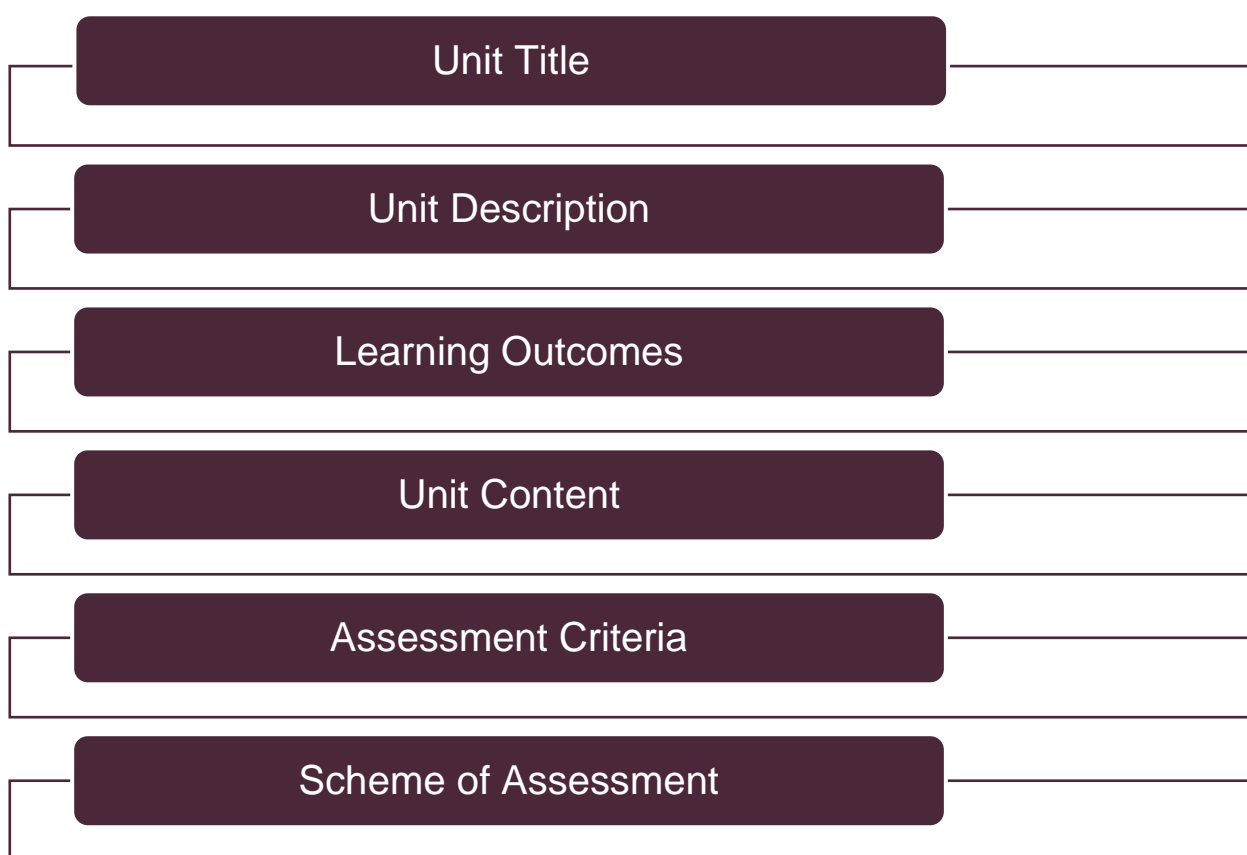 Unit Title
Unit Description
Learning Outcomes
Unit Content
Assessment Criteria
Scheme of Assessment